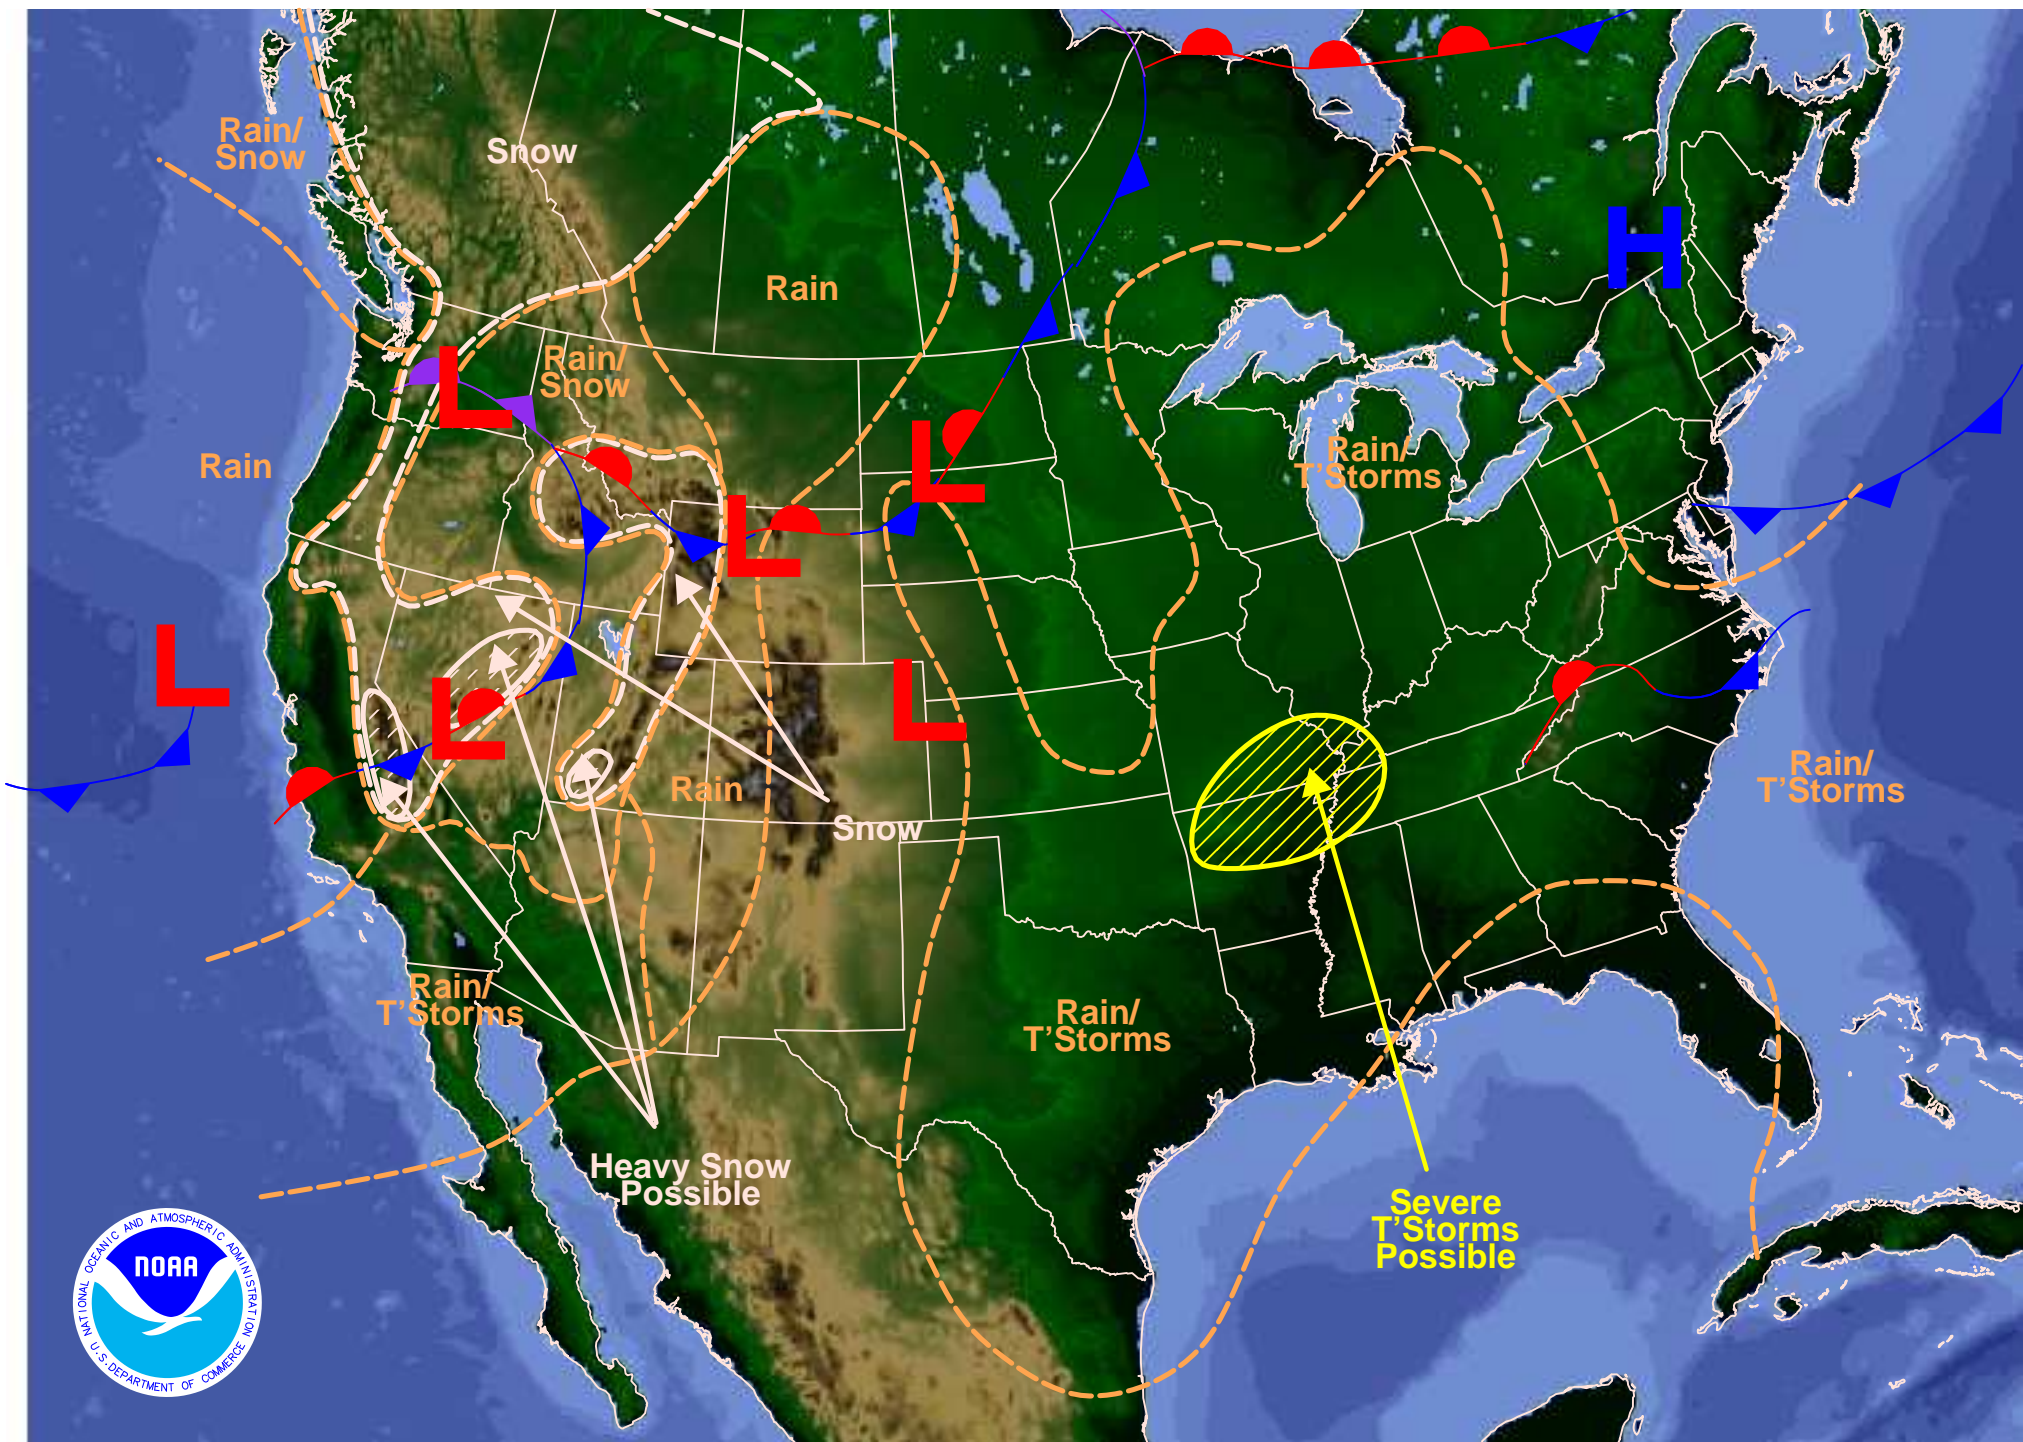 Rain/
Snow
Snow
Rain
H
Rain/
Snow
L
Rain
L
Rain/
T'Storms
L
L
L
L
Rain
Snow
Rain/
T'Storms
Rain/
T'Storms
Rain/
T'Storms
Heavy Snow
Possible
Severe
T'Storms
Possible
NATIONAL OCEANIC AND ATMOSPHERIC ADMINISTRATION
NOAA
U.S. DEPARTMENT OF COMMERCE